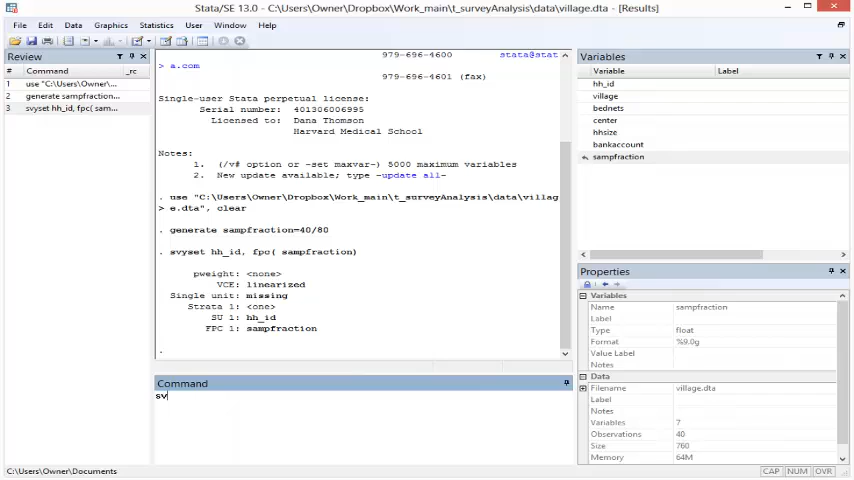 Stata/SE 13.0 - C:\Users\Owner\Dropbox\Work_main\t_surveyAnalysis\data\village.dta - [Results]
File Edit Data Graphics Statistics User Window Help
Review
# Command _rc
1 use "C:\Users\Owner\...
2 generate sampfraction...
3 svyset hh_id, fpc( sam...
979-696-4600 stata@stat
> a.com
979-696-4601 (fax)
Single-user Stata perpetual license:
Serial number: 401306006995
Licensed to: Dana Thomson
Harvard Medical School
Notes:
1. (/v# option or -set maxvar-) 5000 maximum variables
2. New update available; type -update all-
. use "C:\Users\Owner\Dropbox\Work_main\t_surveyAnalysis\data\villag
> e.dta", clear
. generate sampfraction=40/80
. svyset hh_id, fpc( sampfraction)
pweight: <none>
VCE: linearized
Single unit: missing
Strata 1: <one>
SU 1: hh_id
FPC 1: sampfraction
.
Command
sv
Variables
Variable Label
hh_id
village
bednets
center
hhsize
bankaccount
sampfraction
Properties
Variables
Name sampfraction
Label
Type float
Format %9.0g
Value Label
Notes
Data
Filename village.dta
Label
Notes
Variables 7
Observations 40
Size 760
Memory 64M
C:\Users\Owner\Documents
CAP NUM OVR